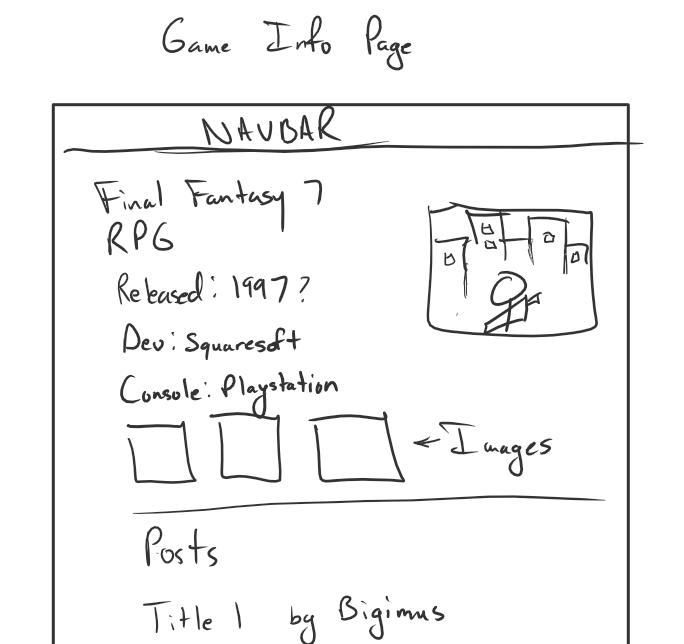 Game Info Page
NAVBAR
Final Fantasy 7
RPG
Released: 1997?
Dev: Squaresoft
Console: Playstation
← Images
Posts
Title 1 by Bigimus